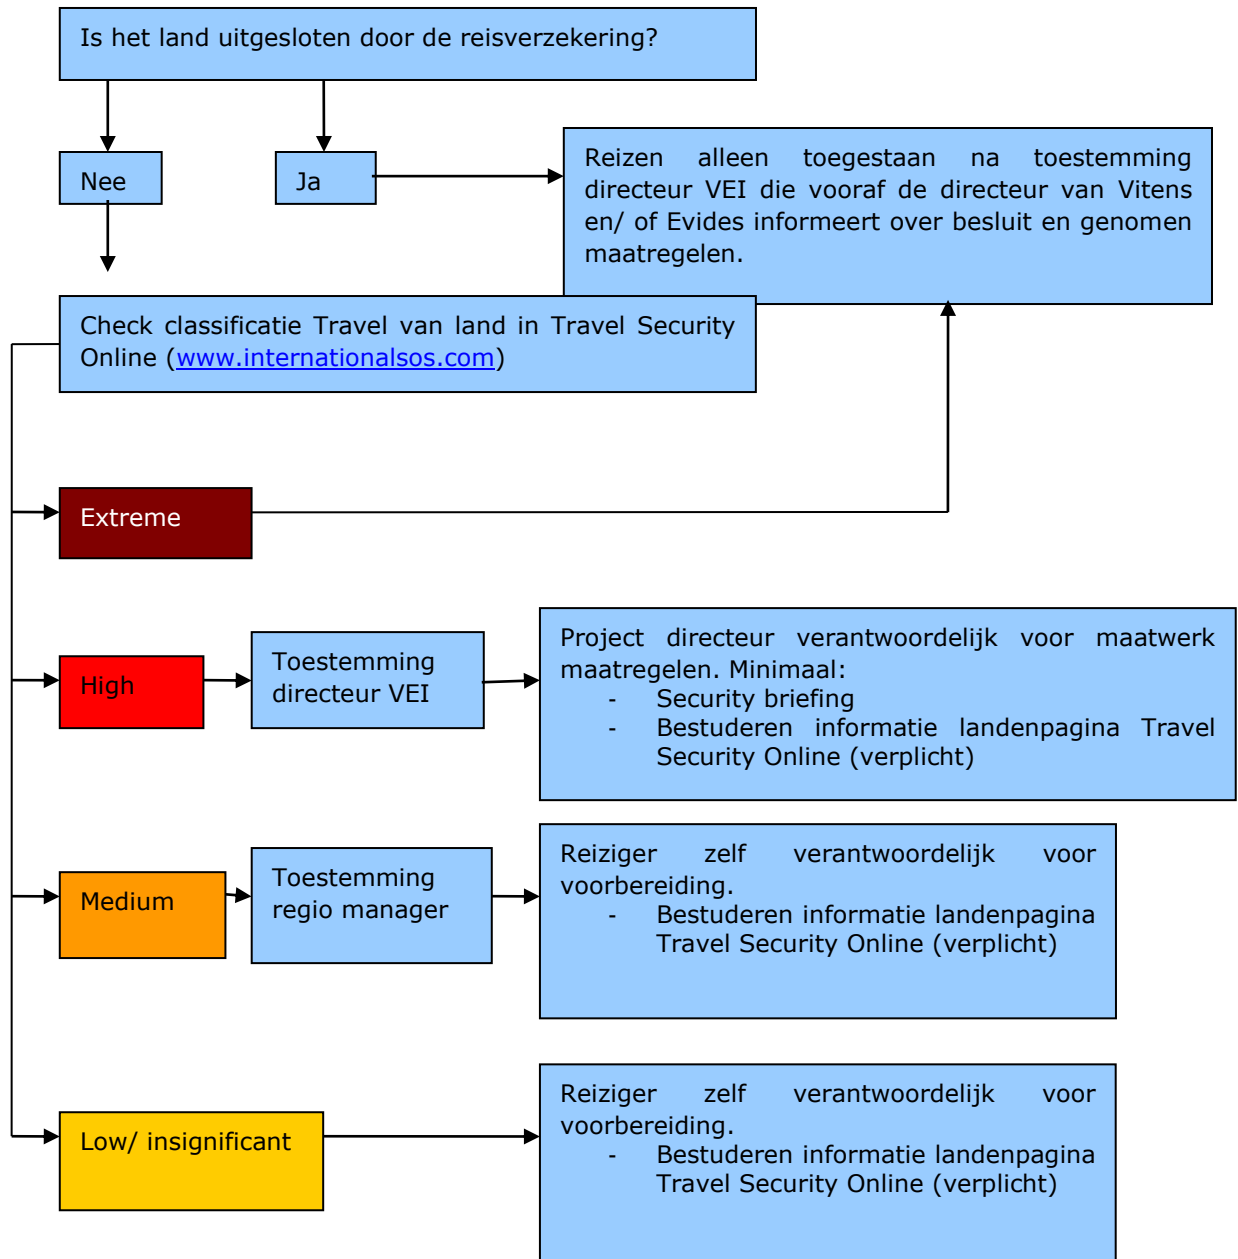 Is het land uitgesloten door de reisverzekering?
Nee
Ja
Reizen alleen toegestaan na toestemming
directeur VEI die vooraf de directeur van Vitens
en/ of Evides informeert over besluit en genomen
maatregelen.
Check classificatie Travel van land in Travel Security
Online (www.internationalsos.com)
Extreme
High
Toestemming
directeur VEI
Project directeur verantwoordelijk voor maatwerk
maatregelen. Minimaal:
- Security briefing
- Bestuderen informatie landenpagina Travel
Security Online (verplicht)
Medium
Toestemming
regio manager
Reiziger zelf verantwoordelijk voor
voorbereiding.
- Bestuderen informatie landenpagina
Travel Security Online (verplicht)
Low/ insignificant
Reiziger zelf verantwoordelijk voor
voorbereiding.
- Bestuderen informatie landenpagina
Travel Security Online (verplicht)